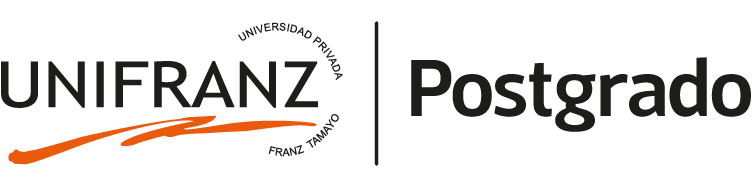 UNIVERSIDAD PRIVADA
UNIFRANZ
FRANZ TAMAYO
Postgrado